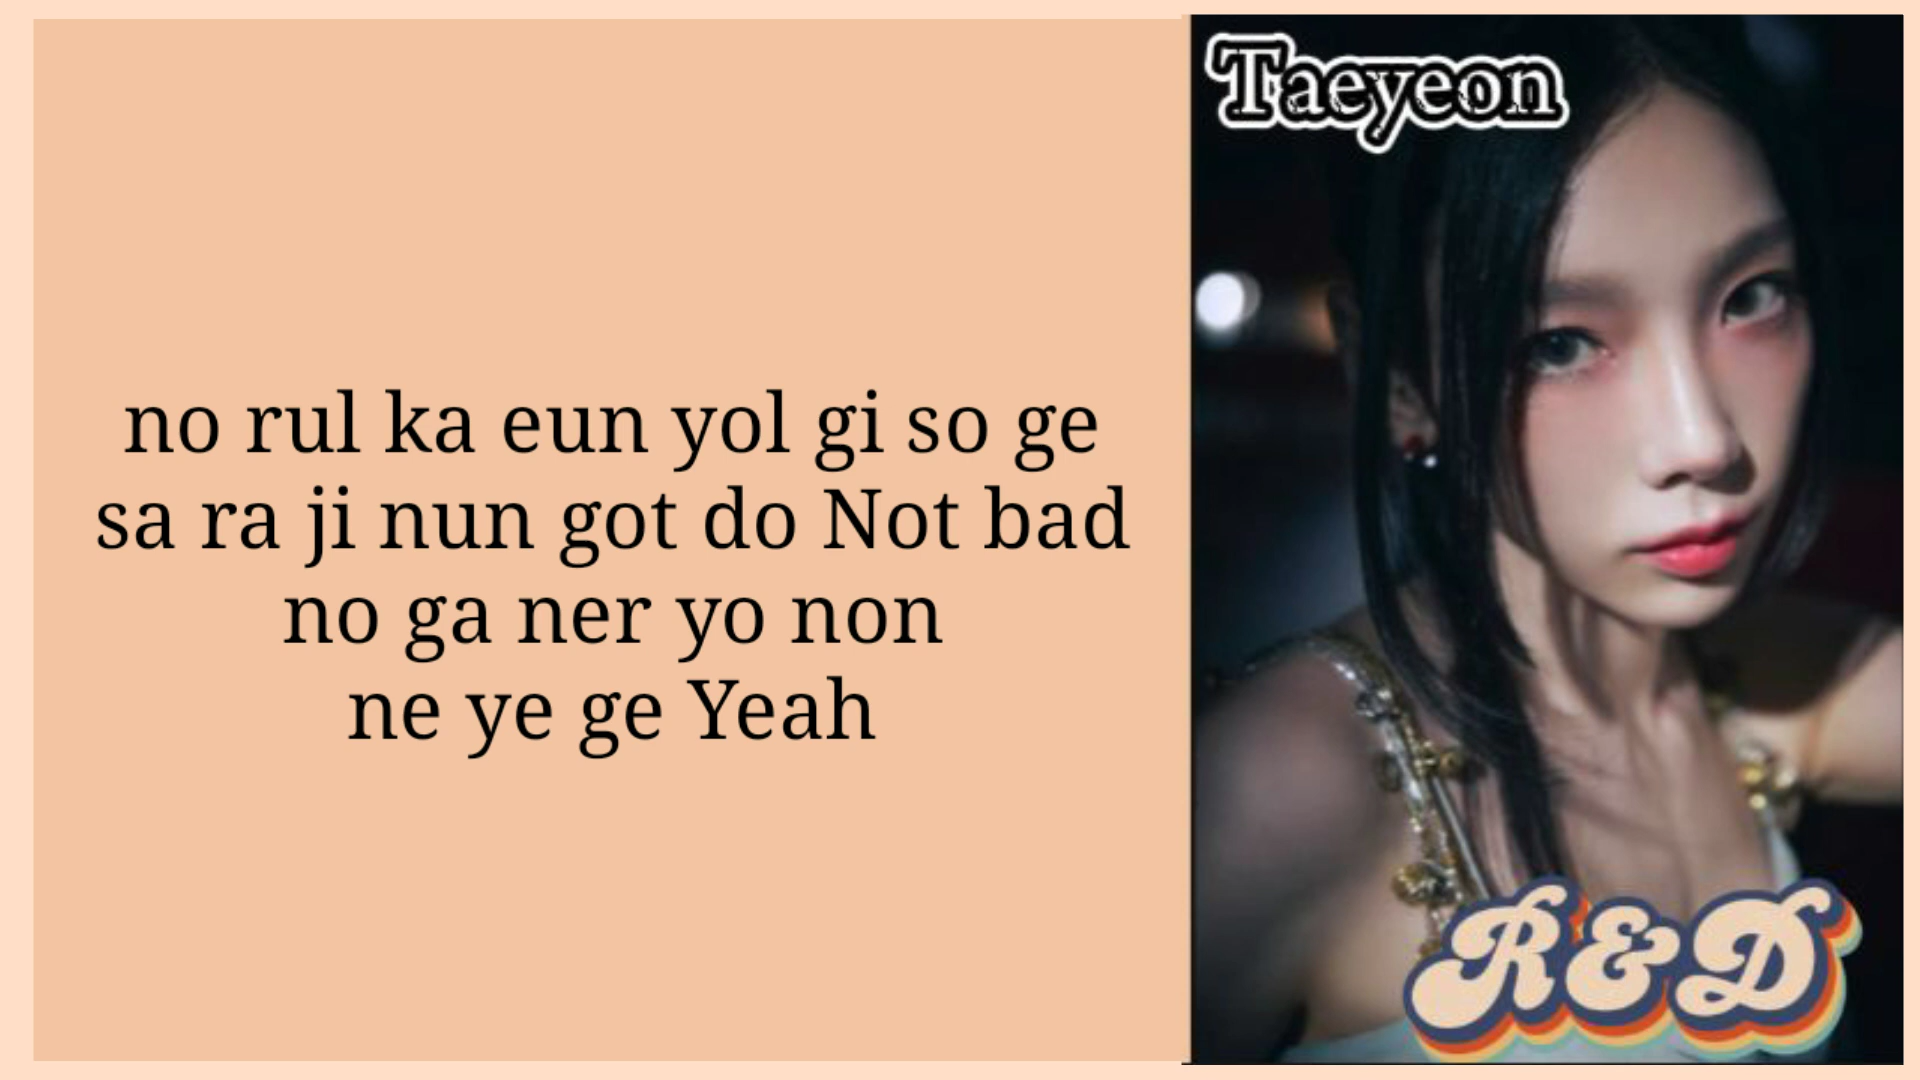 no rul ka eun yol gi so ge
sa ra ji nun got do Not bad
no ga ner yo non
ne ye ge Yeah
Taeyeon
R&D